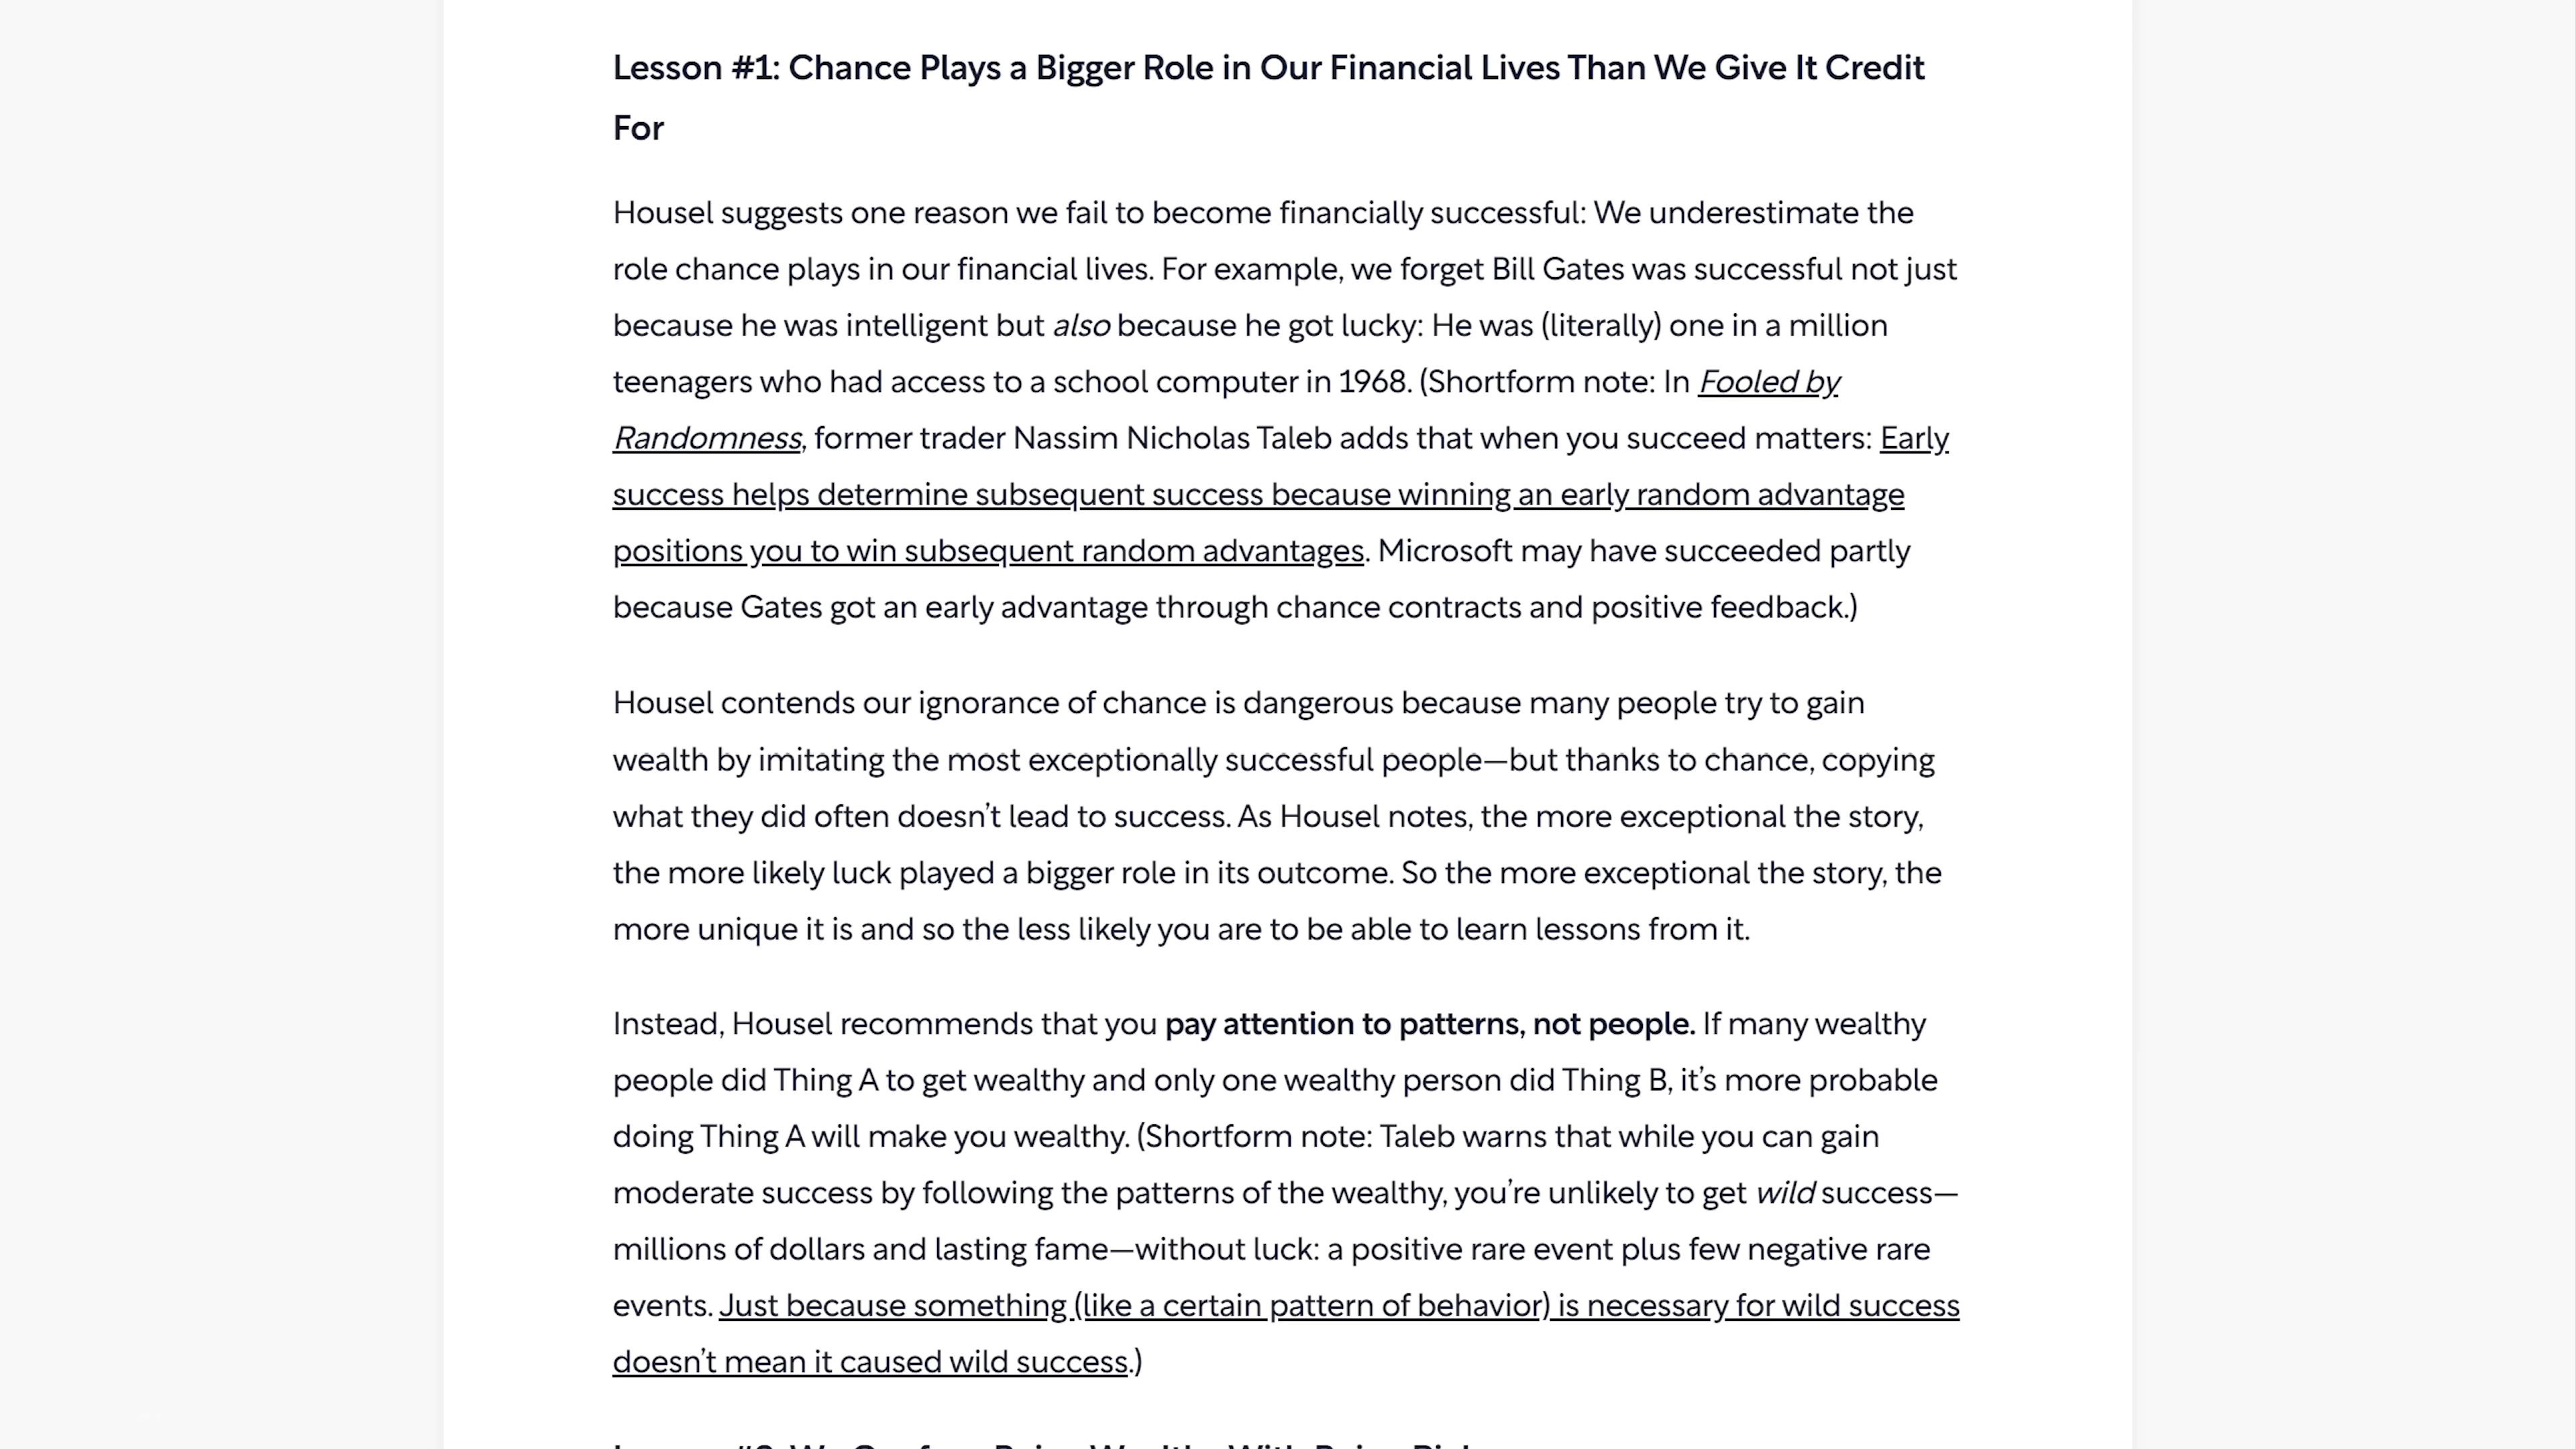 Lesson #1: Chance Plays a Bigger Role in Our Financial Lives Than We Give It Credit
For
Housel suggests one reason we fail to become financially successful: We underestimate the
role chance plays in our financial lives. For example, we forget Bill Gates was successful not just
because he was intelligent but also because he got lucky: He was (literally) one in a million
teenagers who had access to a school computer in 1968. (Shortform note: In Fooled by
Randomness, former trader Nassim Nicholas Taleb adds that when you succeed matters: Early
success helps determine subsequent success because winning an early random advantage
positions you to win subsequent random advantages. Microsoft may have succeeded partly
because Gates got an early advantage through chance contracts and positive feedback.)
Housel contends our ignorance of chance is dangerous because many people try to gain
wealth by imitating the most exceptionally successful people—but thanks to chance, copying
what they did often doesn’t lead to success. As Housel notes, the more exceptional the story,
the more likely luck played a bigger role in its outcome. So the more exceptional the story, the
more unique it is and so the less likely you are to be able to learn lessons from it.
Instead, Housel recommends that you pay attention to patterns, not people. If many wealthy
people did Thing A to get wealthy and only one wealthy person did Thing B, it’s more probable
doing Thing A will make you wealthy. (Shortform note: Taleb warns that while you can gain
moderate success by following the patterns of the wealthy, you’re unlikely to get wild success—
millions of dollars and lasting fame—without luck: a positive rare event plus few negative rare
events. Just because something (like a certain pattern of behavior) is necessary for wild success
doesn’t mean it caused wild success.)